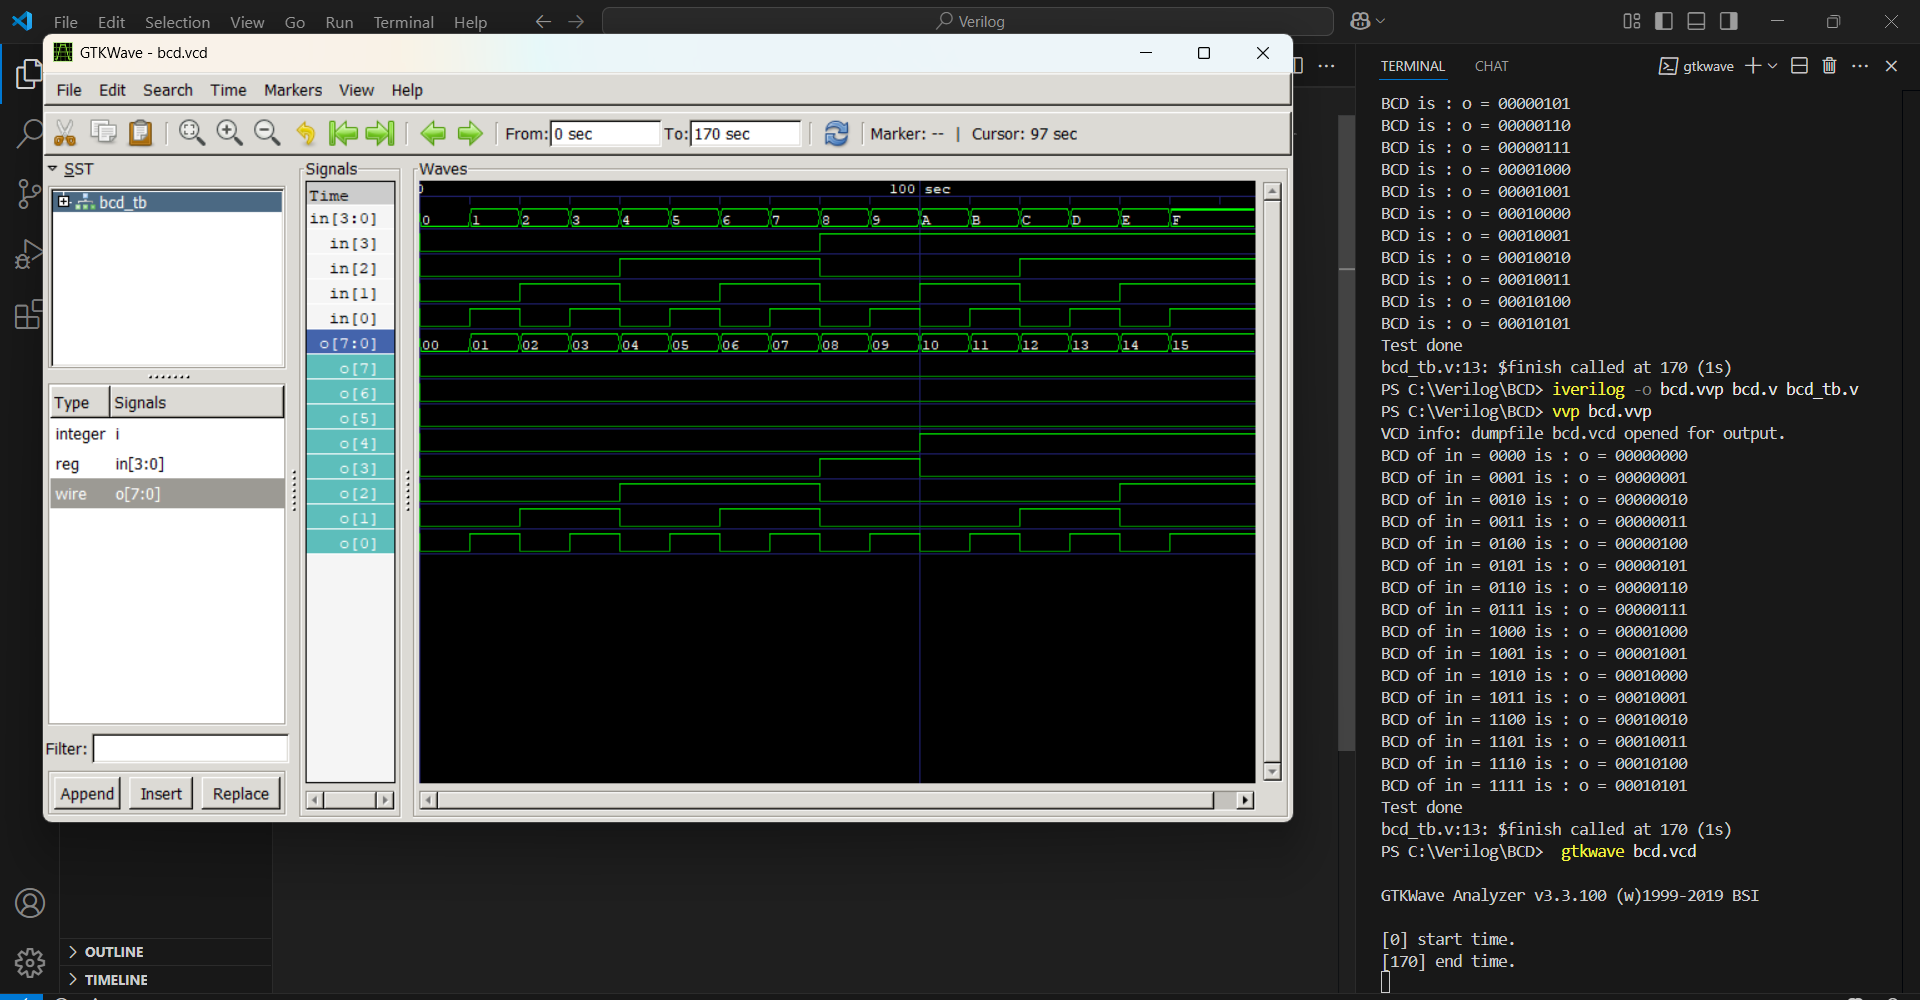 File Edit Selection View Go Run Terminal Help
Verilog
GTKWave - bcd.vcd
File Edit Search Time Markers View Help
From: 0 sec To: 170 sec Marker: -- | Cursor: 97 sec
SST
bcd_tb
Type Signals
integer i
reg in[3:0]
wire o[7:0]
Filter:
Append Insert Replace
Signals
Time
in[3:0]
in[3]
in[2]
in[1]
in[0]
o[7:0]
o[7]
o[6]
o[5]
o[4]
o[3]
o[2]
o[1]
o[0]
Waves
0 100 sec
0 1 2 3 4 5 6 7 8 9 A B C D E F
00 01 02 03 04 05 06 07 08 09 10 11 12 13 14 15
OUTLINE
TIMELINE
TERMINAL CHAT
gtkwave
BCD is : o = 00000101
BCD is : o = 00000110
BCD is : o = 00000111
BCD is : o = 00001000
BCD is : o = 00001001
BCD is : o = 00010000
BCD is : o = 00010001
BCD is : o = 00010010
BCD is : o = 00010011
BCD is : o = 00010100
BCD is : o = 00010101
Test done
bcd_tb.v:13: $finish called at 170 (1s)
PS C:\Verilog\BCD> iverilog -o bcd.vvp bcd.v bcd_tb.v
PS C:\Verilog\BCD> vvp bcd.vvp
VCD info: dumpfile bcd.vcd opened for output.
BCD of in = 0000 is : o = 00000000
BCD of in = 0001 is : o = 00000001
BCD of in = 0010 is : o = 00000010
BCD of in = 0011 is : o = 00000011
BCD of in = 0100 is : o = 00000100
BCD of in = 0101 is : o = 00000101
BCD of in = 0110 is : o = 00000110
BCD of in = 0111 is : o = 00000111
BCD of in = 1000 is : o = 00001000
BCD of in = 1001 is : o = 00001001
BCD of in = 1010 is : o = 00010000
BCD of in = 1011 is : o = 00010001
BCD of in = 1100 is : o = 00010010
BCD of in = 1101 is : o = 00010011
BCD of in = 1110 is : o = 00010100
BCD of in = 1111 is : o = 00010101
Test done
bcd_tb.v:13: $finish called at 170 (1s)
PS C:\Verilog\BCD> gtkwave bcd.vcd
GTKWave Analyzer v3.3.100 (w)1999-2019 BSI
[0] start time.
[170] end time.